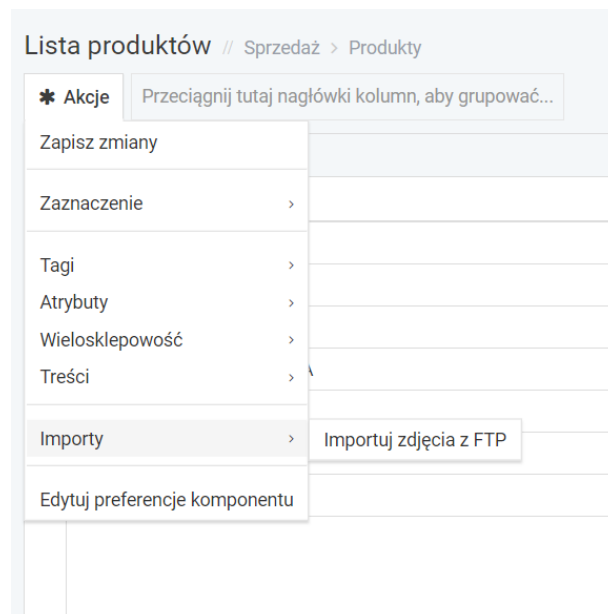 Lista produktów // Sprzedaż > Produkty
✱ Akcje Przeciągnij tutaj nagłówki kolumn, aby grupować...
Zapisz zmiany
Zaznaczenie >
Tagi >
Atrybuty >
Wielosklepowość >
Treści >
Importy > Importuj zdjęcia z FTP
Edytuj preferencje komponentu